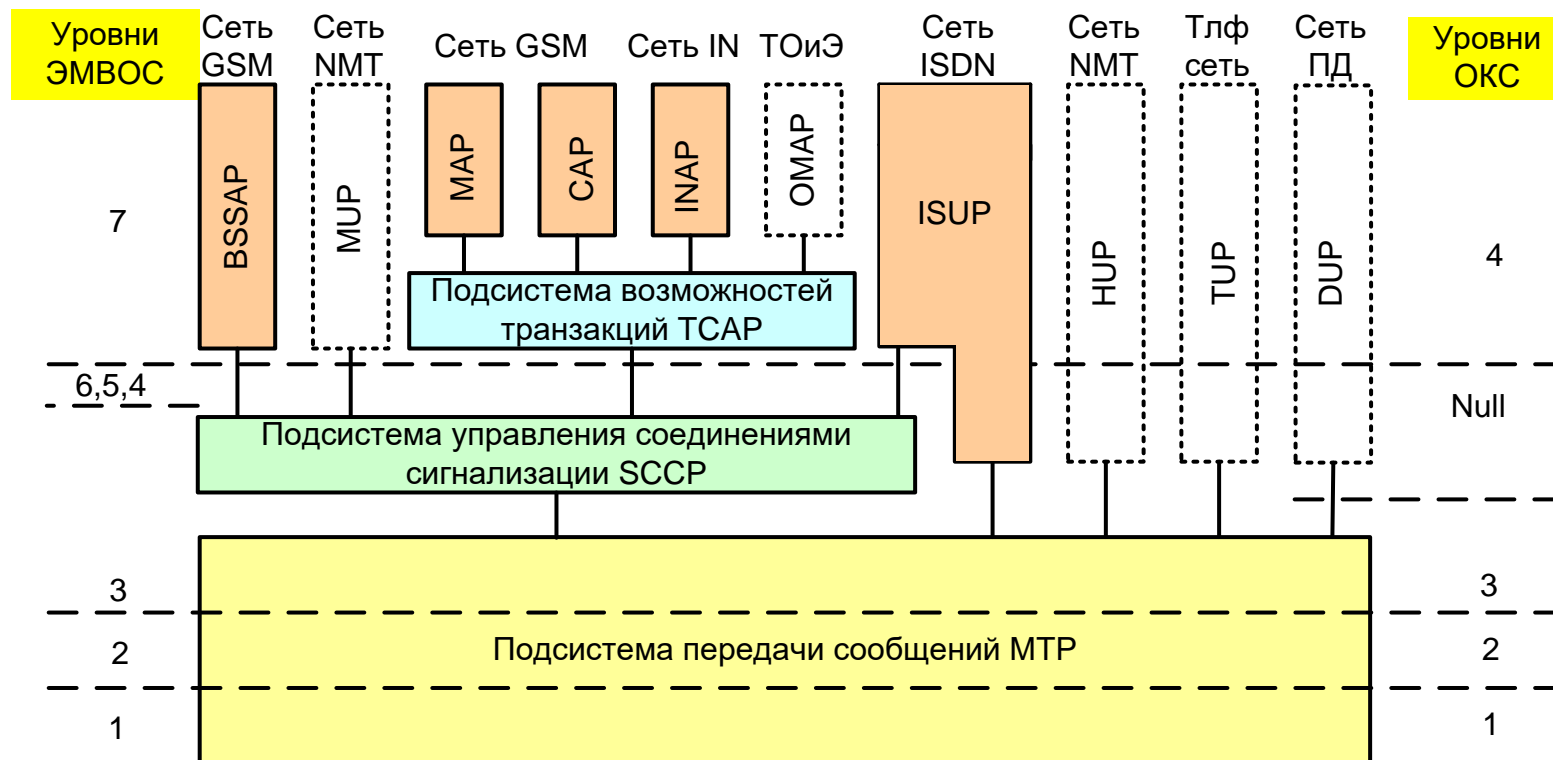 Уровни
ЭМВОС
Сеть
GSM
Сеть
NMT
Сеть GSM
Сеть IN
ТОиЭ
Сеть
ISDN
Сеть
NMT
Тлф
сеть
Сеть
ПД
Уровни
ОКС
7
BSSAP
MUP
MAP
CAP
INAP
OMAP
ISUP
HUP
TUP
DUP
4
Подсистема возможностей
транзакций TCAP
6,5,4
Null
Подсистема управления соединениями
сигнализации SCCP
3
3
2
Подсистема передачи сообщений MTP
2
1
1